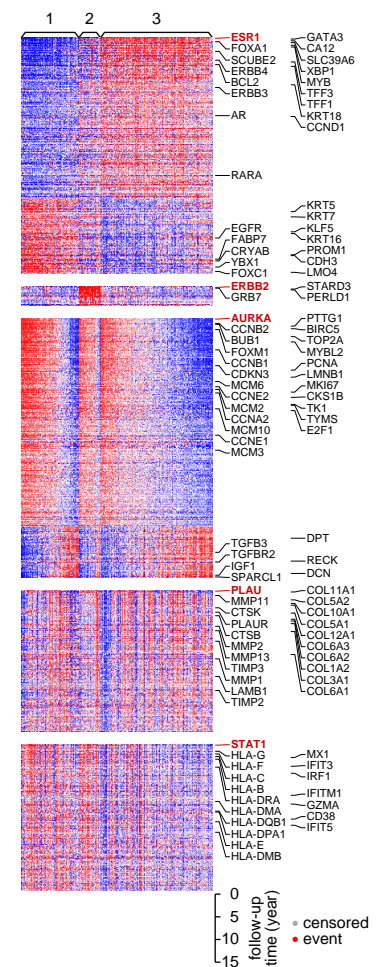 1 2 3
ESR1 GATA3
FOXA1 CA12
SCUBE2 SLC39A6
ERBB4 XBP1
BCL2 MYB
ERBB3 TFF3
TFF1
AR KRT18
CCND1
RARA
KRT5
KRT7
EGFR KLF5
FABP7 KRT16
CRYAB PROM1
YBX1 CDH3
FOXC1 LMO4
ERBB2 STARD3
GRB7 PERLD1
AURKA PTTG1
CCNB2 BIRC5
BUB1 TOP2A
FOXM1 MYBL2
CCNB1 PCNA
CDKN3 LMNB1
MCM6 MKI67
CCNE2 CKS1B
MCM2 TK1
CCNA2 TYMS
MCM10 E2F1
CCNE1
MCM3
DPT
TGFB3
TGFBR2 RECK
IGF1 DCN
SPARCL1
PLAU COL11A1
MMP11 COL5A2
CTSK COL10A1
PLAUR COL5A1
CTSB COL12A1
MMP2 COL6A3
MMP13 COL6A2
TIMP3 COL1A2
MMP1 COL3A1
LAMB1 COL6A1
TIMP2
STAT1
HLA-G MX1
HLA-F IFIT3
HLA-C IRF1
HLA-B
HLA-DRA IFITM1
HLA-DMA GZMA
HLA-DQB1 CD38
HLA-DPA1 IFIT5
HLA-E
HLA-DMB
0
5
10
15
follow-up
time (year)
censored
event